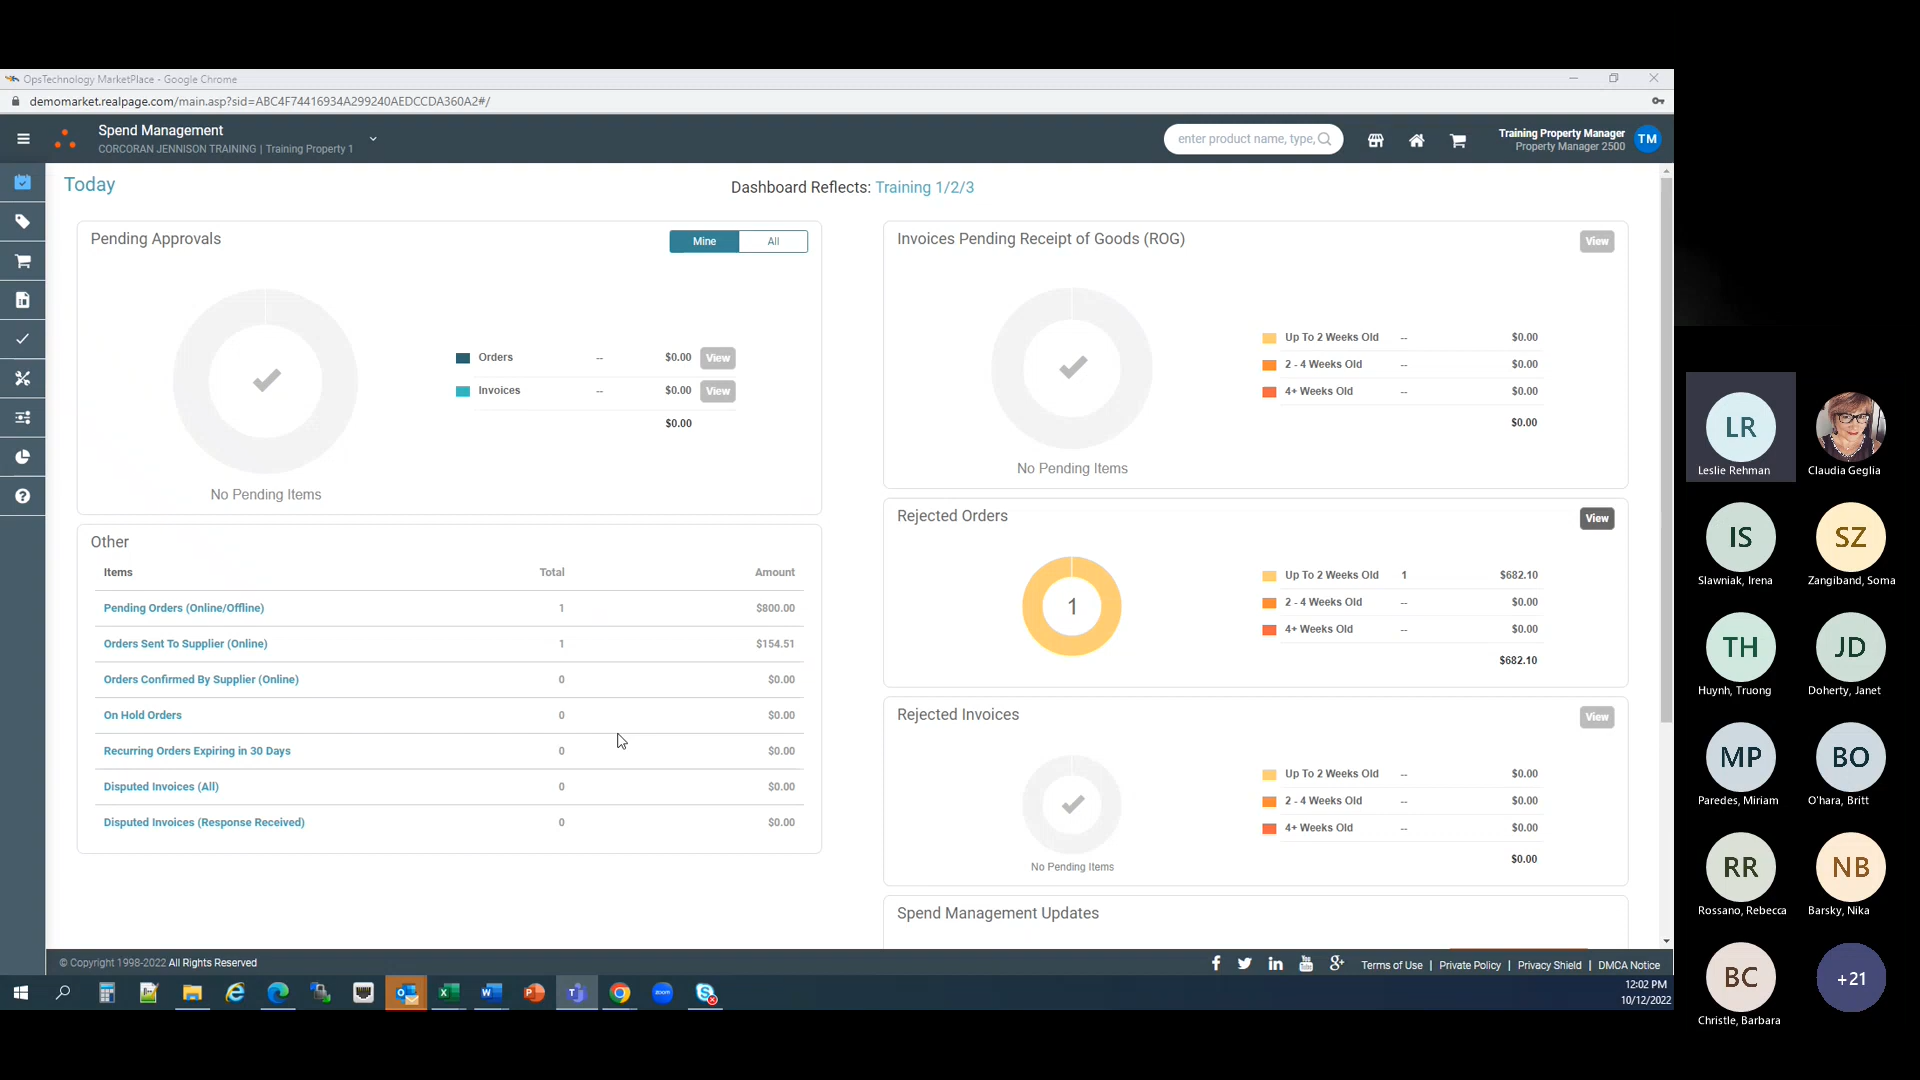 OpsTechnology MarketPlace - Google Chrome
demomarket.realpage.com/main.asp?sid=ABC4F74416934A299240AEDCCDA360A2#/
Spend Management
CORCORAN JENNISON TRAINING | Training Property 1
enter product name, type,
Training Property Manager
Property Manager 2500
TM
Today
Dashboard Reflects: Training 1/2/3
Pending Approvals
Mine
All
Orders -- $0.00 View
Invoices -- $0.00 View
$0.00
No Pending Items
Other
Items Total Amount
Pending Orders (Online/Offline) 1 $800.00
Orders Sent To Supplier (Online) 1 $154.51
Orders Confirmed By Supplier (Online) 0 $0.00
On Hold Orders 0 $0.00
Recurring Orders Expiring in 30 Days 0 $0.00
Disputed Invoices (All) 0 $0.00
Disputed Invoices (Response Received) 0 $0.00
Invoices Pending Receipt of Goods (ROG)
View
Up To 2 Weeks Old -- $0.00
2 - 4 Weeks Old -- $0.00
4+ Weeks Old -- $0.00
$0.00
No Pending Items
Rejected Orders
View
1
Up To 2 Weeks Old 1 $682.10
2 - 4 Weeks Old -- $0.00
4+ Weeks Old -- $0.00
$682.10
Rejected Invoices
View
Up To 2 Weeks Old -- $0.00
2 - 4 Weeks Old -- $0.00
4+ Weeks Old -- $0.00
$0.00
No Pending Items
Spend Management Updates
© Copyright 1998-2022 All Rights Reserved
Terms of Use | Private Policy | Privacy Shield | DMCA Notice
12:02 PM
10/12/2022
LR
Leslie Rehman
Claudia Geglia
IS
Slawniak, Irena
SZ
Zangiband, Soma
TH
Huynh, Truong
JD
Doherty, Janet
MP
Paredes, Miriam
BO
O'hara, Britt
RR
Rossano, Rebecca
NB
Barsky, Nika
BC
Christle, Barbara
+21